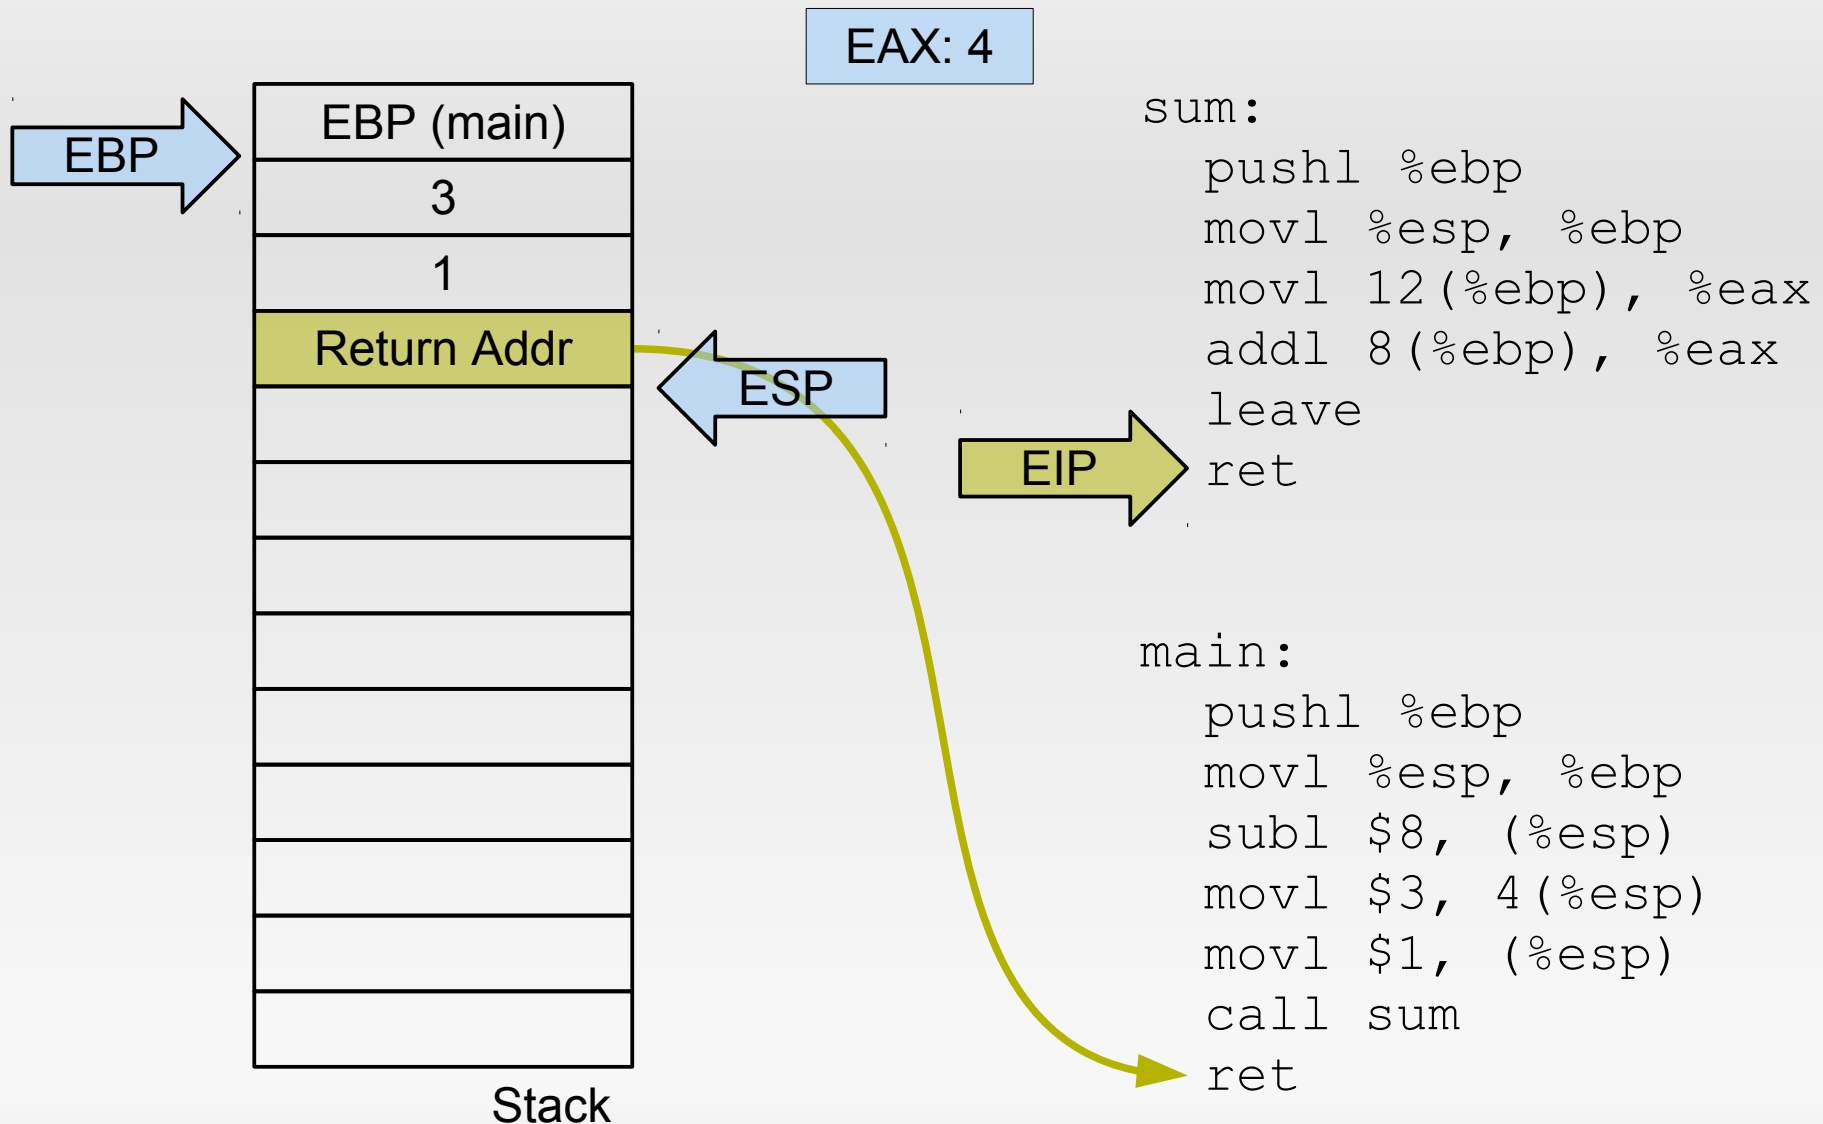 EAX: 4
EBP
EBP (main)
3
1
Return Addr
ESP
EIP
Stack
sum:
pushl %ebp
movl %esp, %ebp
movl 12(%ebp), %eax
addl 8(%ebp), %eax
leave
ret
main:
pushl %ebp
movl %esp, %ebp
subl $8, (%esp)
movl $3, 4(%esp)
movl $1, (%esp)
call sum
ret